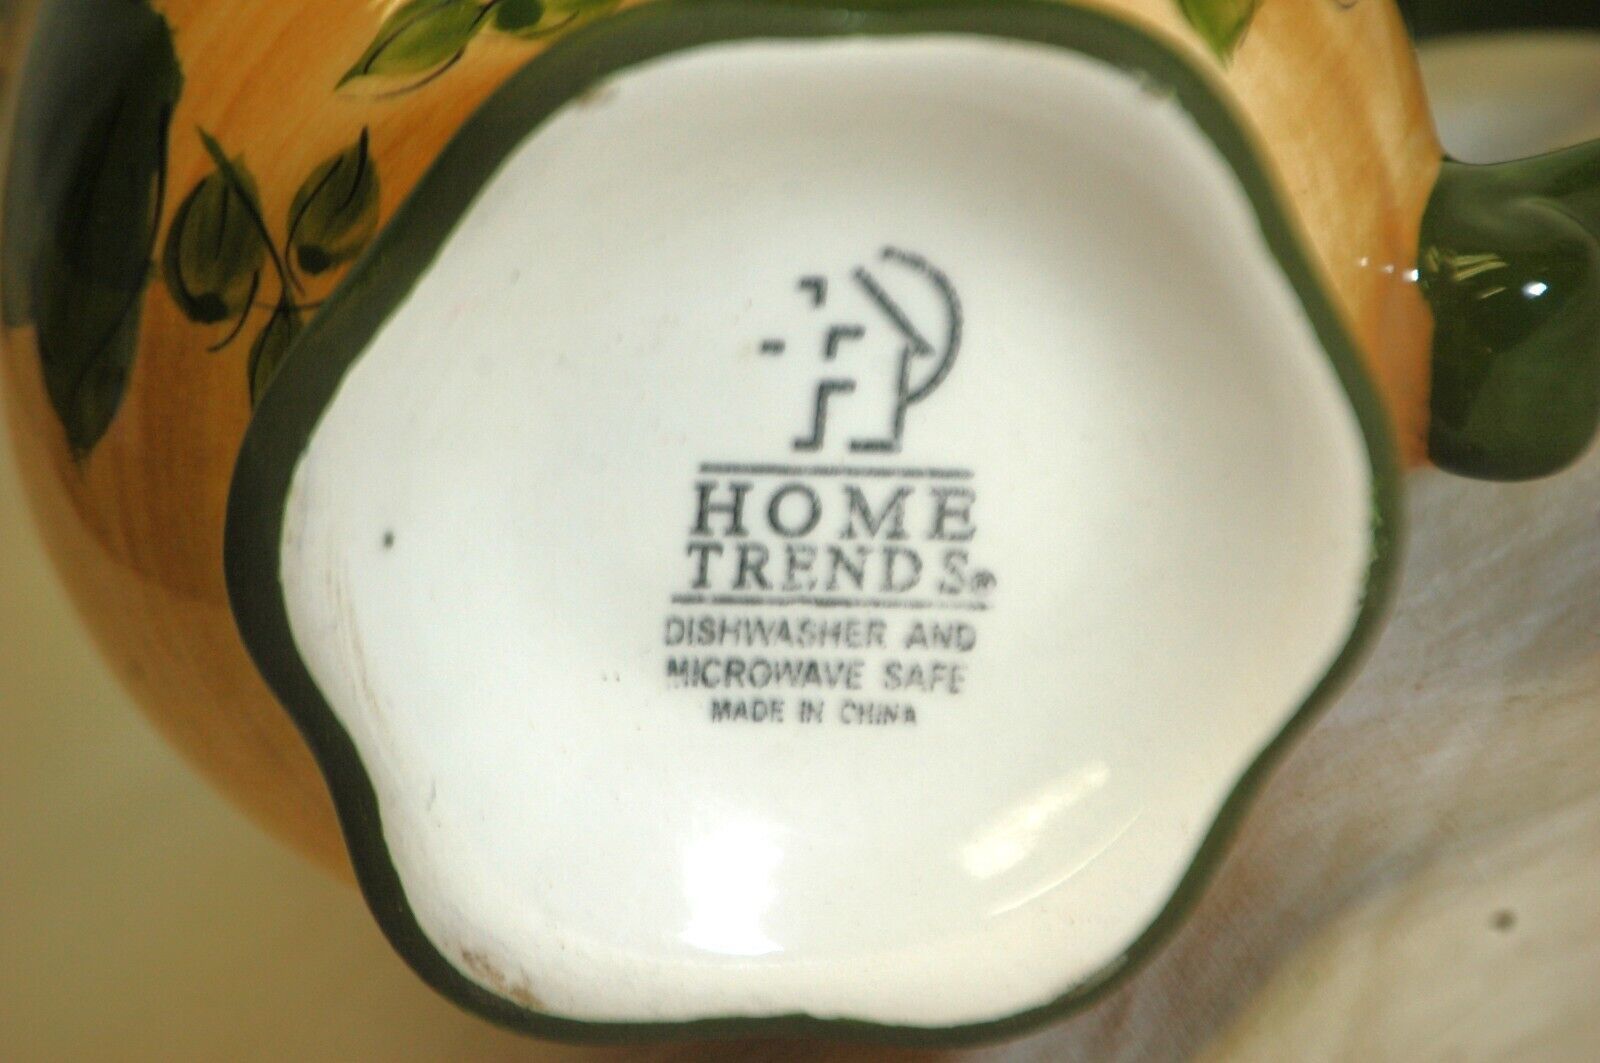 HOME
TRENDS®
DISHWASHER AND
MICROWAVE SAFE
MADE IN CHINA